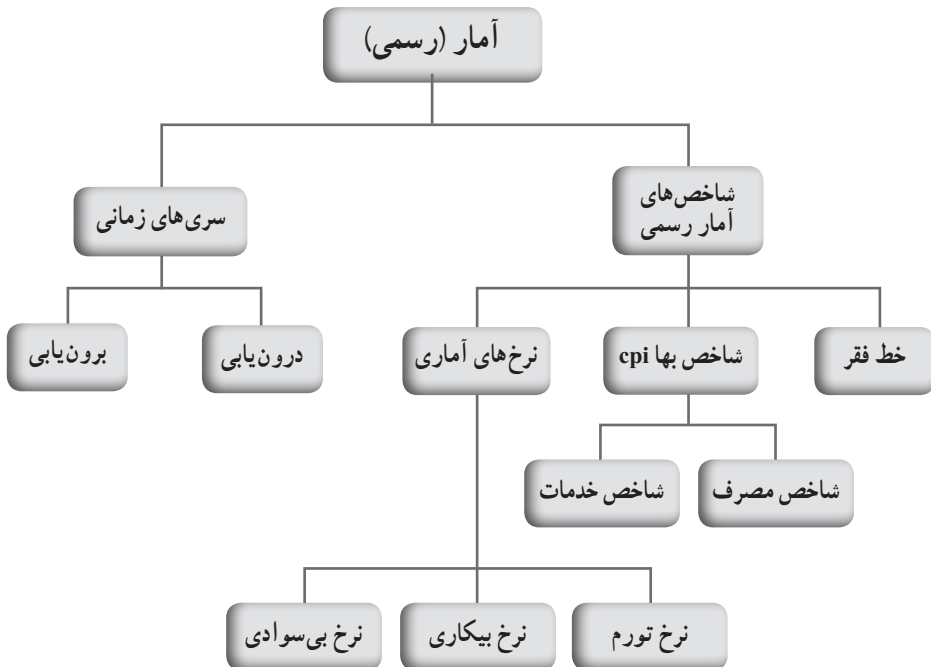 آمار (رسمی)
شاخص‌های
آمار رسمی
سری‌های زمانی
خط فقر
شاخص بها cpi
نرخ‌های آماری
درون‌یابی
برون‌یابی
شاخص مصرف
شاخص خدمات
نرخ تورم
نرخ بیکاری
نرخ بی‌سوادی